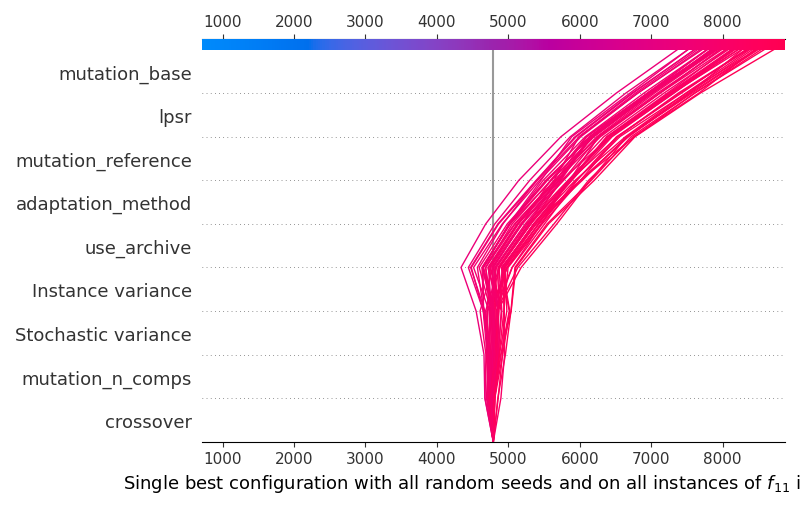 1000 2000 3000 4000 5000 6000 7000 8000
mutation_base
lpsr
mutation_reference
adaptation_method
use_archive
Instance variance
Stochastic variance
mutation_n_comps
crossover
1000 2000 3000 4000 5000 6000 7000 8000
Single best configuration with all random seeds and on all instances of f₁₁ i